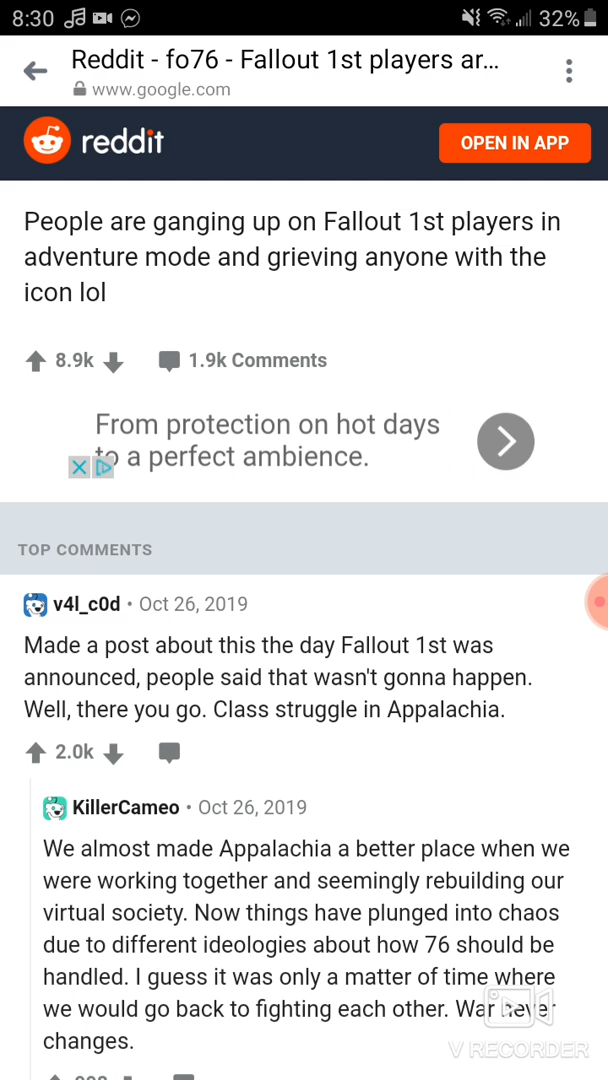 8:30
32%
Reddit - fo76 - Fallout 1st players ar...
www.google.com
reddit
OPEN IN APP
People are ganging up on Fallout 1st players in
adventure mode and grieving anyone with the
icon lol
8.9k
1.9k Comments
From protection on hot days
to a perfect ambience.
TOP COMMENTS
v4l_c0d • Oct 26, 2019
Made a post about this the day Fallout 1st was
announced, people said that wasn't gonna happen.
Well, there you go. Class struggle in Appalachia.
2.0k
KillerCameo • Oct 26, 2019
We almost made Appalachia a better place when we
were working together and seemingly rebuilding our
virtual society. Now things have plunged into chaos
due to different ideologies about how 76 should be
handled. I guess it was only a matter of time where
we would go back to fighting each other. War never
changes.
V RECORDER